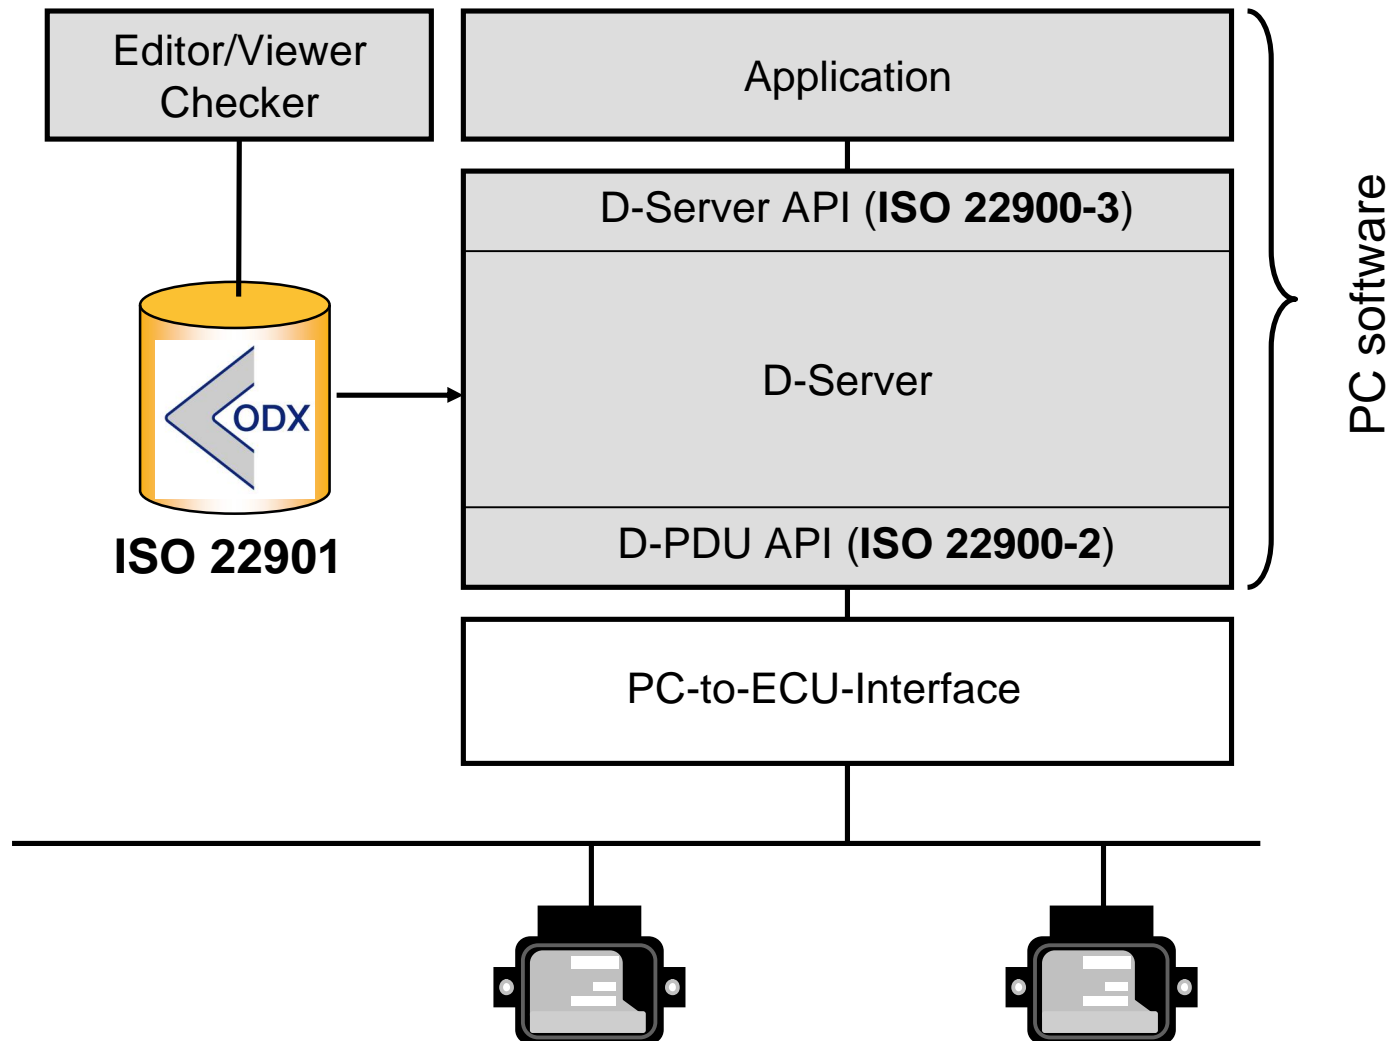 Editor/Viewer
Checker
Application
D-Server API (ISO 22900-3)
D-Server
D-PDU API (ISO 22900-2)
PC software
ODX
ISO 22901
PC-to-ECU-Interface